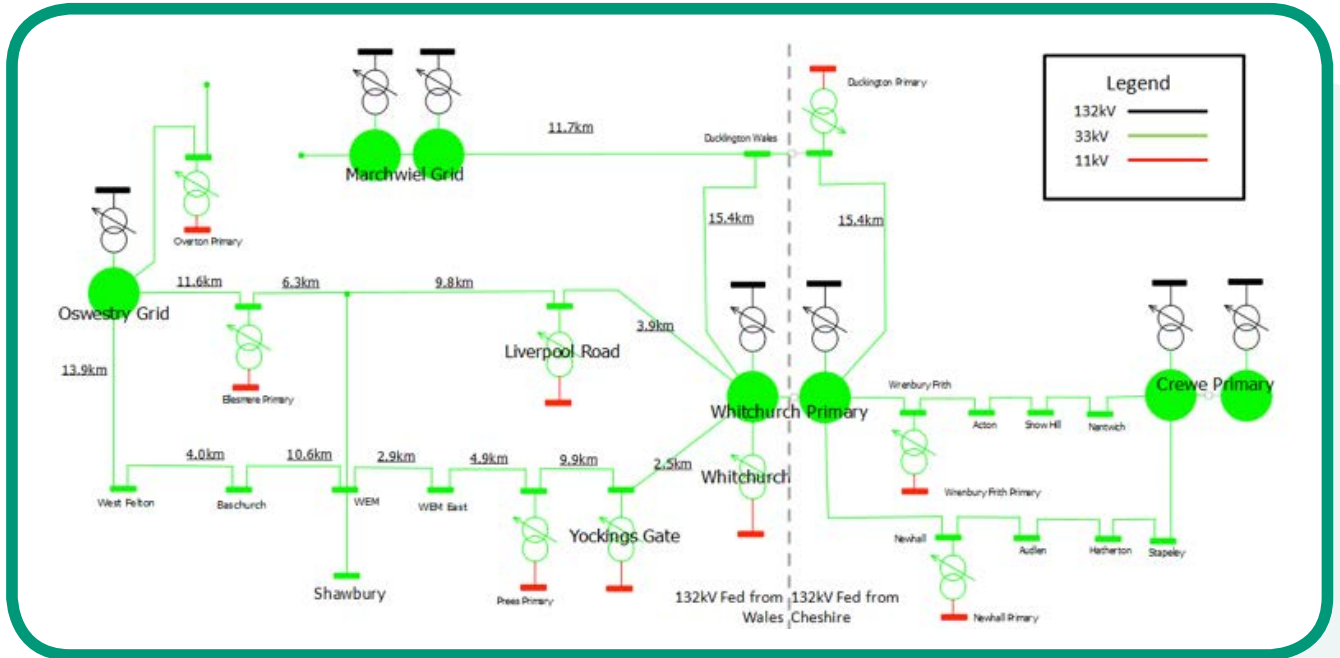 Legend
132kV
33kV
11kV
Duckington Primary
11.7km
Duckington Wales
Marchwiel Grid
Overton Primary
15.4km
15.4km
11.6km
6.3km
9.8km
Oswestry Grid
3.9km
Liverpool Road
13.9km
Ellesmere Primary
Whitchurch Primary
Wrenbury Frith
Crewe Primary
Acton
Snow Hill
Nantwich
4.0km
10.6km
2.9km
4.9km
9.9km
2.5km
Whitchurch
West Felton
Baschurch
WEM
WEM East
Wrenbury Frith Primary
Yockings Gate
Newhall
Audlen
Hatherton
Stapeley
Shawbury
Prees Primary
132kV Fed from
Wales
132kV Fed from
Cheshire
Newhall Primary